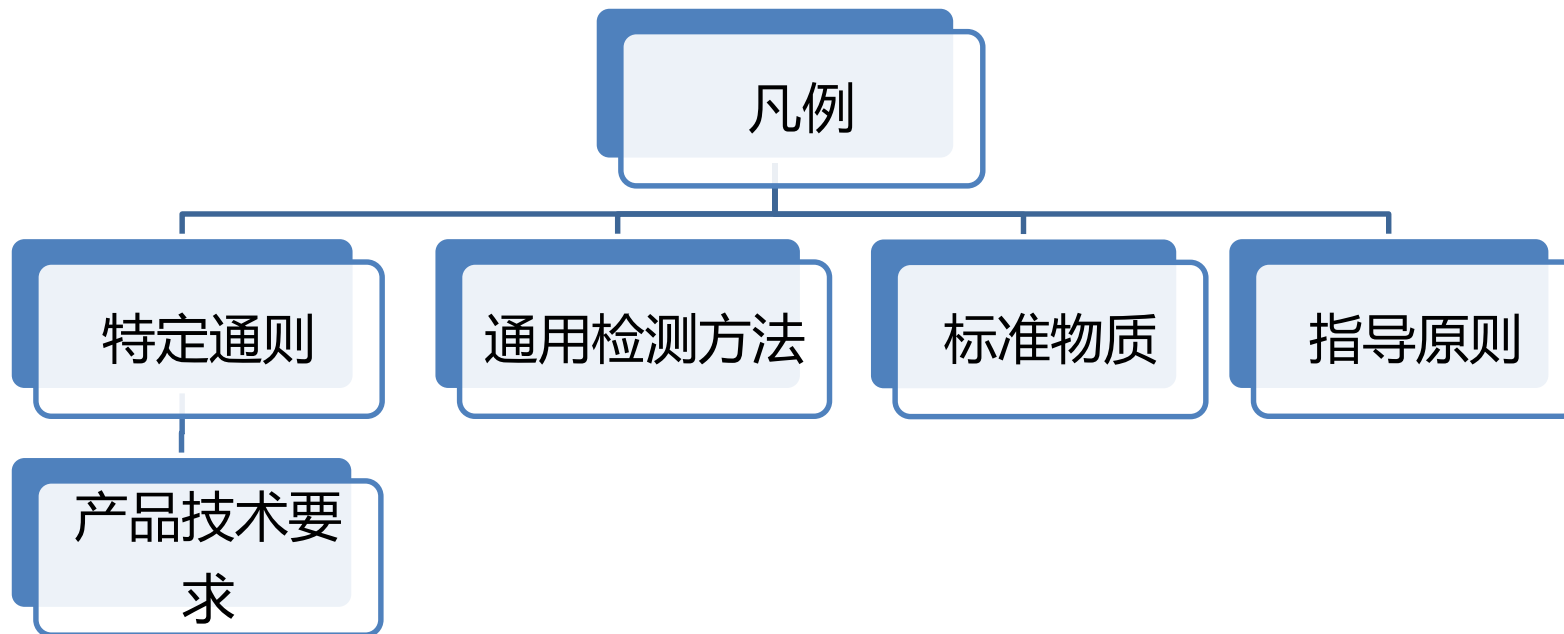 凡例
特定通则
通用检测方法
标准物质
指导原则
产品技术要
求